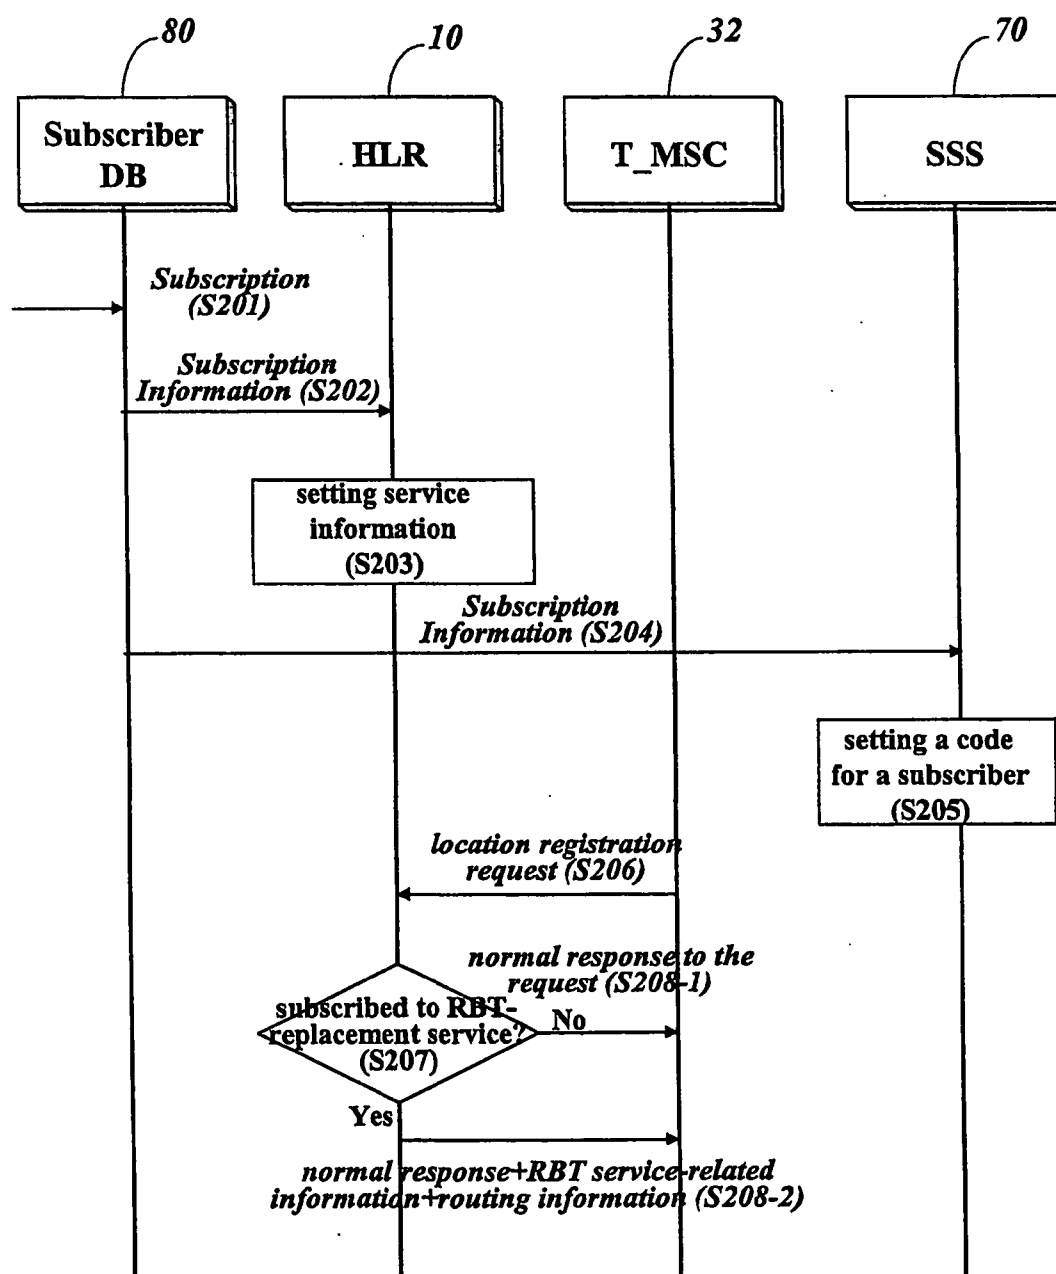 80
10
32
70
Subscriber
DB
HLR
T_MSC
SSS
Subscription
(S201)
Subscription
Information (S202)
setting service
information
(S203)
Subscription
Information (S204)
setting a code
for a subscriber
(S205)
location registration
request (S206)
normal response to the
request (S208-1)
subscribed to RBT-
replacement service?
(S207)
No
Yes
normal response+RBT service-related
information+routing information (S208-2)